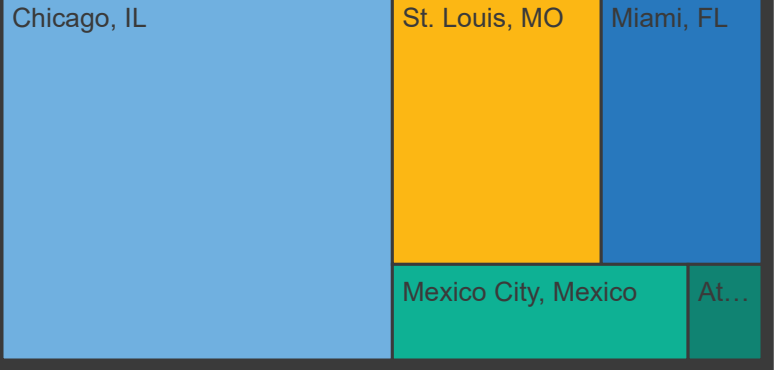 Chicago, IL
St. Louis, MO
Miami, FL
Mexico City, Mexico
At…